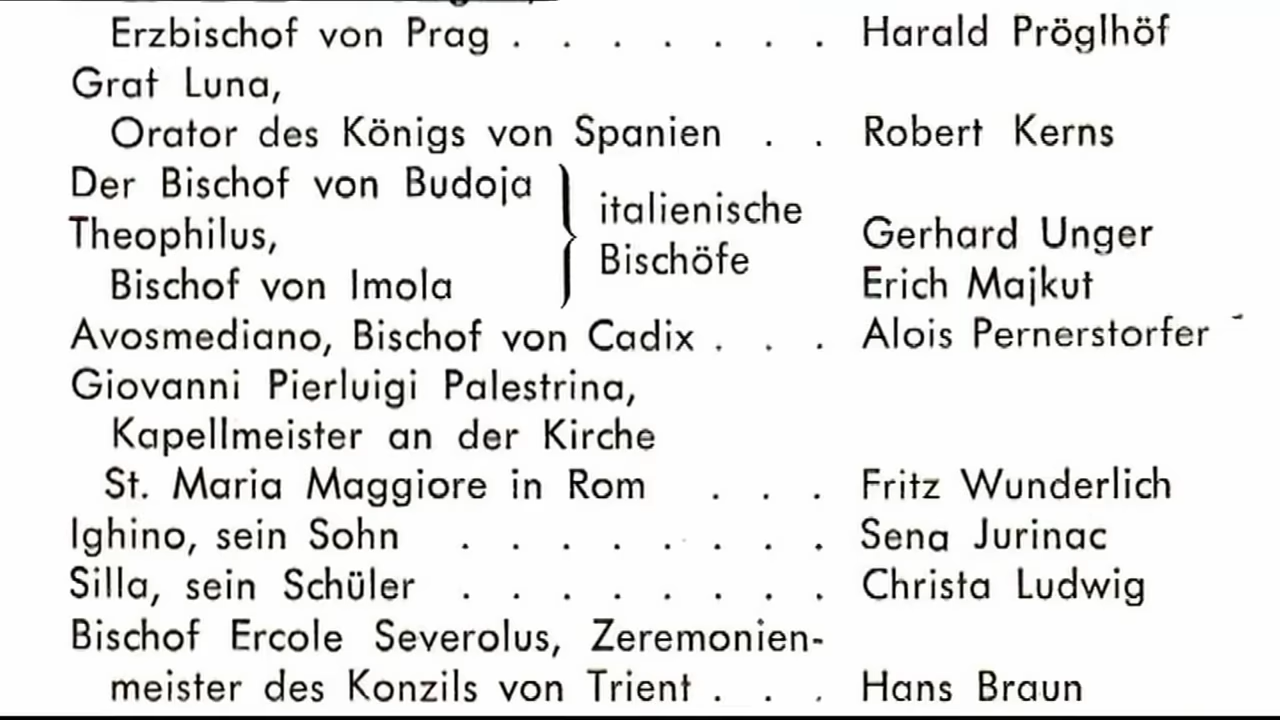 Erzbischof von Prag . . . . . . . Harald Pröglhöf
Graf Luna,
Orator des Königs von Spanien . . Robert Kerns
Der Bischof von Budoja
italienische
Theophilus, Gerhard Unger
Bischöfe
Bischof von Imola Erich Majkut
Avosmediano, Bischof von Cadix . . . Alois Pernerstorfer
Giovanni Pierluigi Palestrina,
Kapellmeister an der Kirche
St. Maria Maggiore in Rom . . . Fritz Wunderlich
Ighino, sein Sohn . . . . . . . . Sena Jurinac
Silla, sein Schüler . . . . . . . . Christa Ludwig
Bischof Ercole Severolus, Zeremonien-
meister des Konzils von Trient . . . Hans Braun